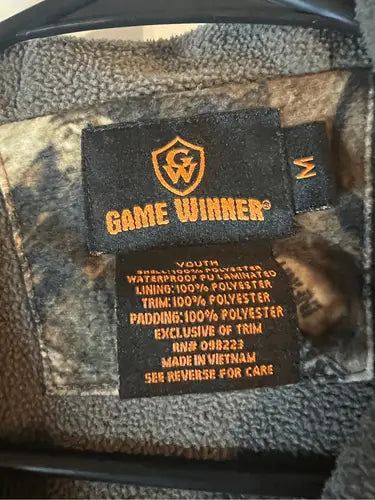 GW
GAME WINNER®
M
YOUTH
SHELL:100% POLYESTER
WATERPROOF PU LAMINATED
LINING: 100% POLYESTER
TRIM:100% POLYESTER
PADDING: 100% POLYESTER
EXCLUSIVE OF TRIM
RN# 098223
MADE IN VIETNAM
SEE REVERSE FOR CARE